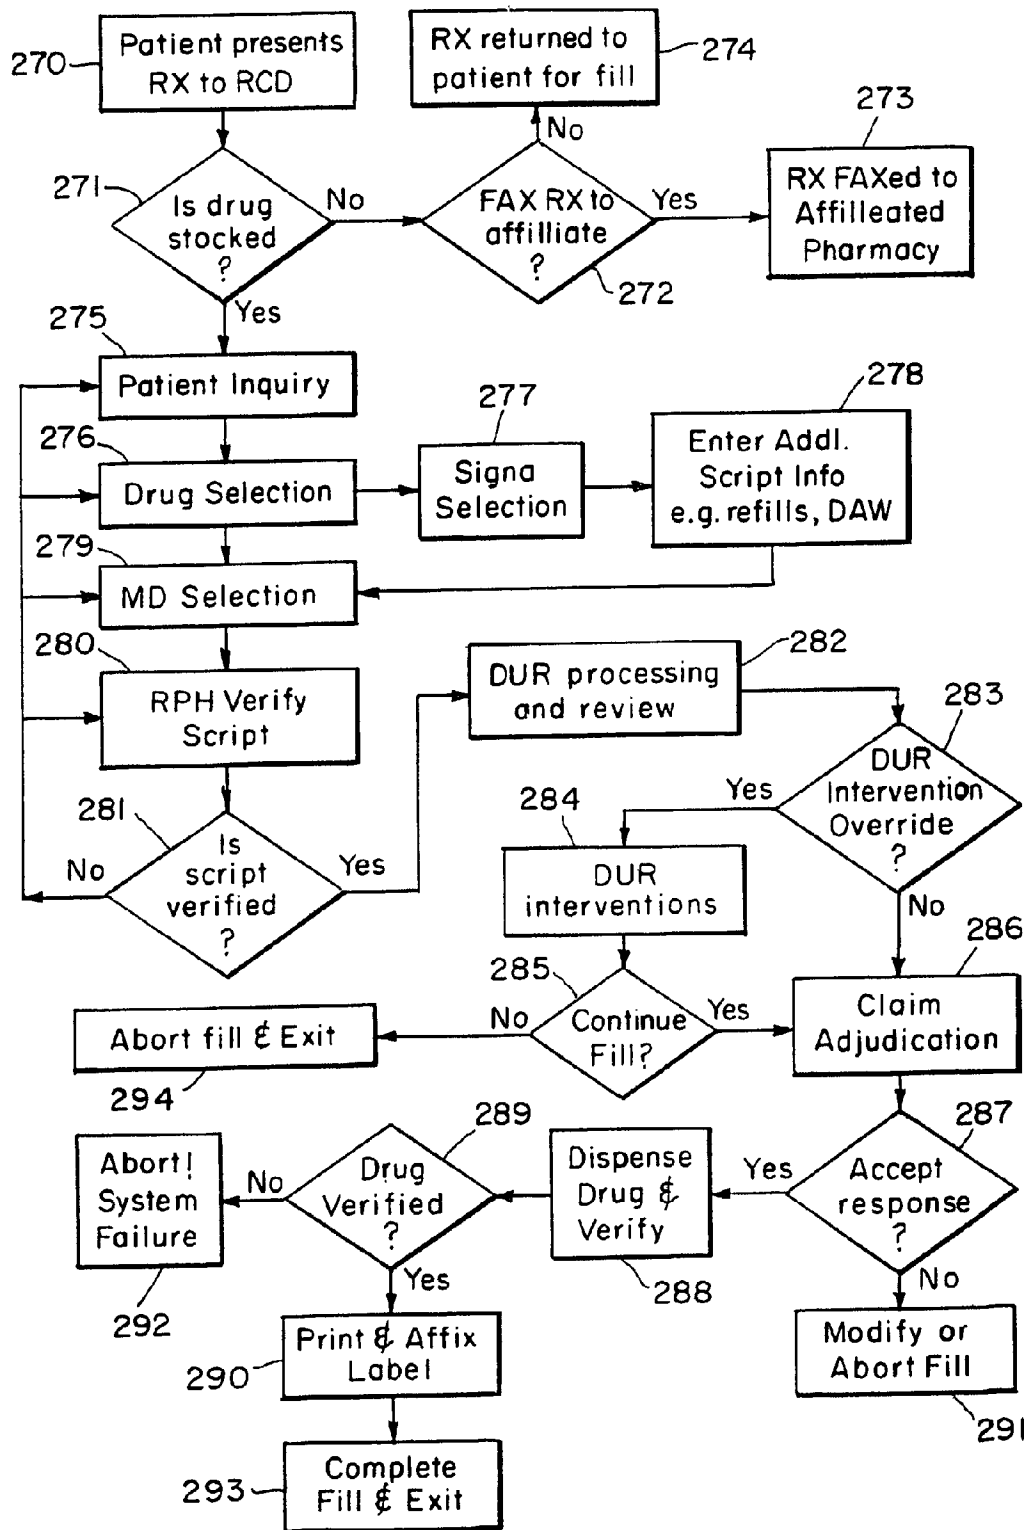 270
Patient presents
RX to RCD
RX returned to
patient for fill
274
273
271
Is drug
stocked
?
No
Yes
No
FAX RX to
affilliate
?
Yes
272
RX FAXed to
Affilleated
Pharmacy
275
Patient Inquiry
276
Drug Selection
277
Signa
Selection
278
Enter Addl.
Script Info
e.g. refills, DAW
279
MD Selection
280
RPH Verify
Script
281
Is
script
verified
?
No
Yes
282
DUR processing
and review
283
DUR
Intervention
Override
?
Yes
No
284
DUR
interventions
285
Continue
Fill?
No
Yes
286
Claim
Adjudication
Abort fill & Exit
294
287
Accept
response
?
Yes
No
Dispense
Drug &
Verify
288
289
Drug
Verified
?
No
Yes
Abort!
System
Failure
292
290
Print & Affix
Label
Modify or
Abort Fill
291
293
Complete
Fill & Exit